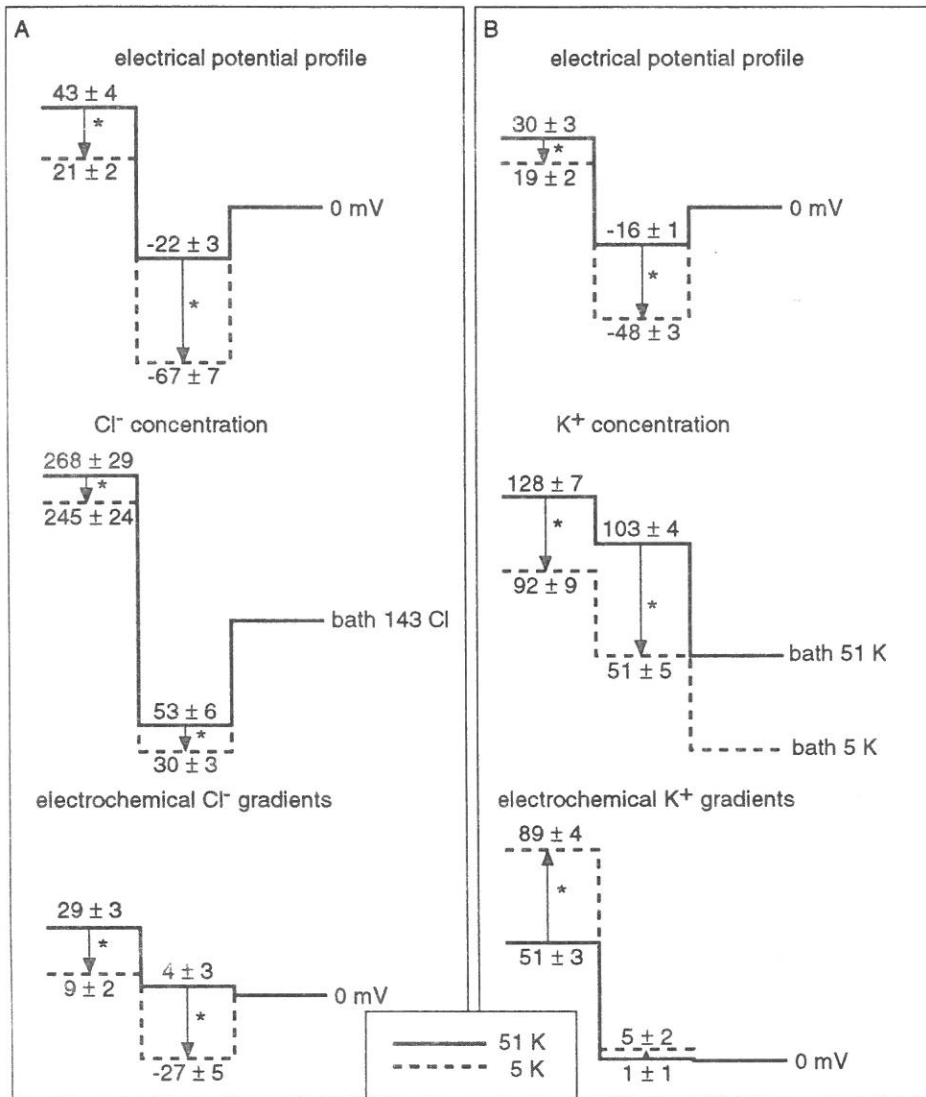 A
electrical potential profile
43 ± 4
*
21 ± 2
0 mV
-22 ± 3
*
-67 ± 7
Cl⁻ concentration
268 ± 29
*
245 ± 24
bath 143 Cl
53 ± 6
*
30 ± 3
electrochemical Cl⁻ gradients
29 ± 3
*
9 ± 2
4 ± 3
0 mV
*
-27 ± 5
B
electrical potential profile
30 ± 3
*
19 ± 2
0 mV
-16 ± 1
*
-48 ± 3
K⁺ concentration
128 ± 7
*
92 ± 9
103 ± 4
*
51 ± 5
bath 51 K
bath 5 K
electrochemical K⁺ gradients
89 ± 4
*
51 ± 3
5 ± 2
1 ± 1
0 mV
51 K
5 K